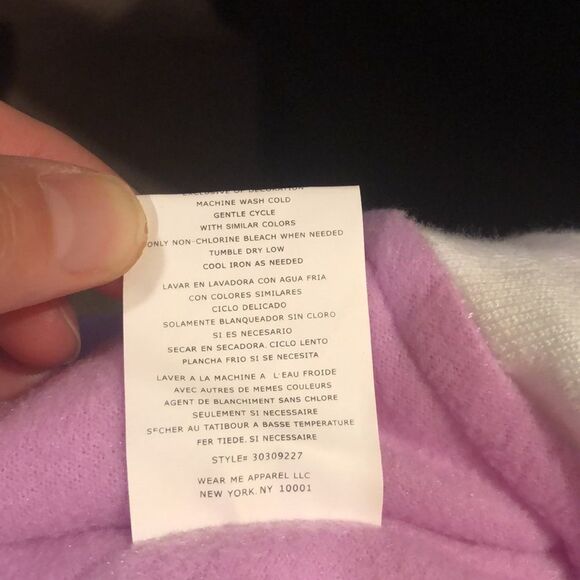 EXCLUSIVE OF DECORATION
MACHINE WASH COLD
GENTLE CYCLE
WITH SIMILAR COLORS
ONLY NON-CHLORINE BLEACH WHEN NEEDED
TUMBLE DRY LOW
COOL IRON AS NEEDED
LAVAR EN LAVADORA CON AGUA FRIA
CON COLORES SIMILARES
CICLO DELICADO
SOLAMENTE BLANQUEADOR SIN CLORO
SI ES NECESARIO
SECAR EN SECADORA, CICLO LENTO
PLANCHA FRIO SI SE NECESITA
LAVER A LA MACHINE A L'EAU FROIDE
AVEC AUTRES DE MEMES COULEURS
AGENT DE BLANCHIMENT SANS CHLORE
SEULEMENT SI NECESSAIRE
SECHER AU TATIBOUR A BASSE TEMPERATURE
FER TIEDE, SI NECESSAIRE
STYLE# 30309227
WEAR ME APPAREL LLC
NEW YORK, NY 10001